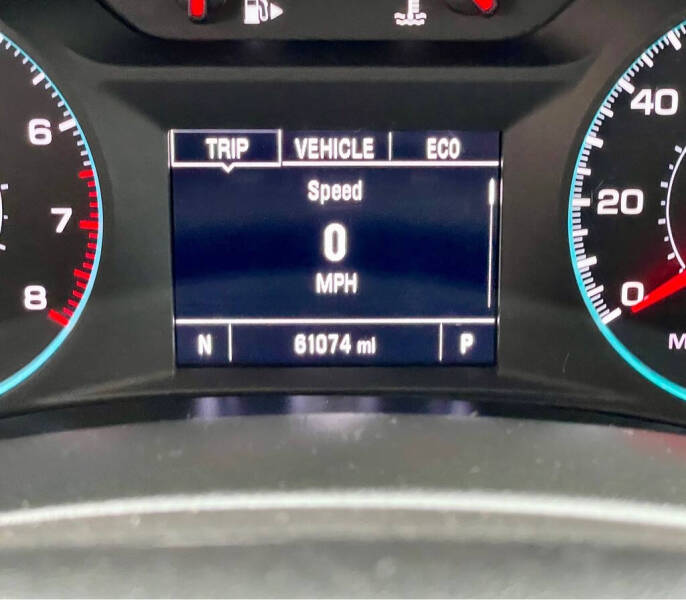 TRIP VEHICLE ECO
Speed
0
MPH
N 61074 mi P
6
7
8
40
20
0
M